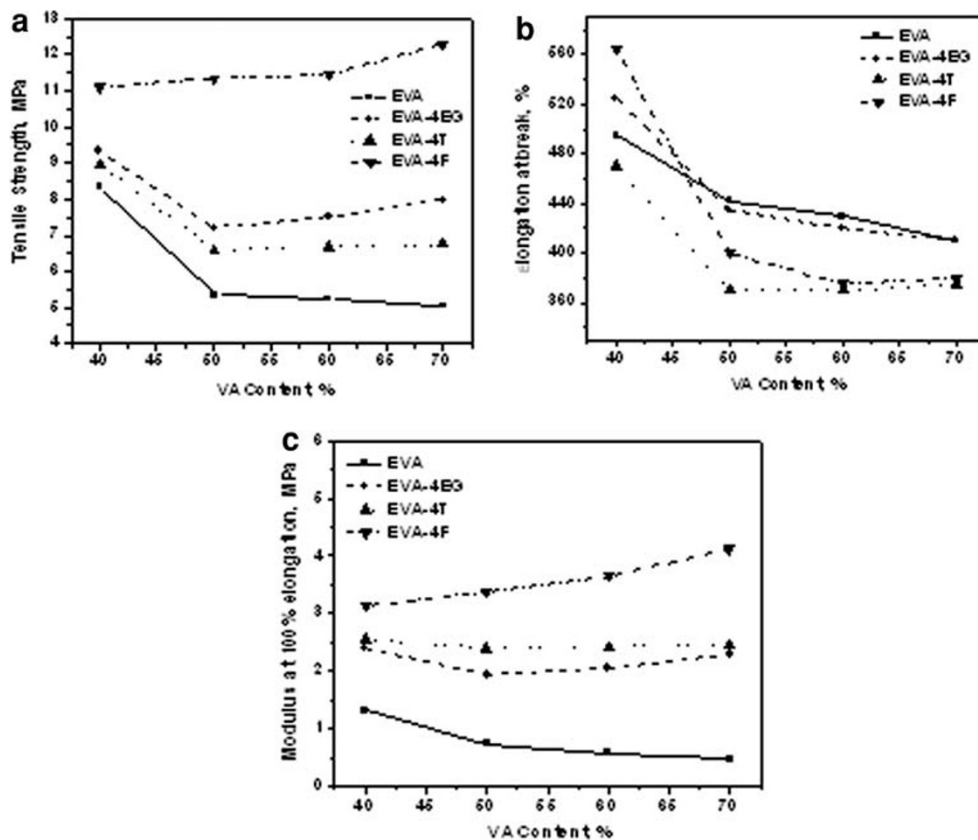 a
Tensile Strength, MPa
13
12
11
10
9
8
7
6
5
4
EVA
EVA-4EG
EVA-4T
EVA-4F
40 45 50 55 60 65 70
VA Content, %
b
Elongation at break, %
560
520
480
440
400
360
EVA
EVA-4EG
EVA-4T
EVA-4F
40 45 50 55 60 65 70
VA Content, %
c
Modulus at 100% elongation, MPa
6
5
4
3
2
1
0
EVA
EVA-4EG
EVA-4T
EVA-4F
40 45 50 55 60 65 70
VA Content, %